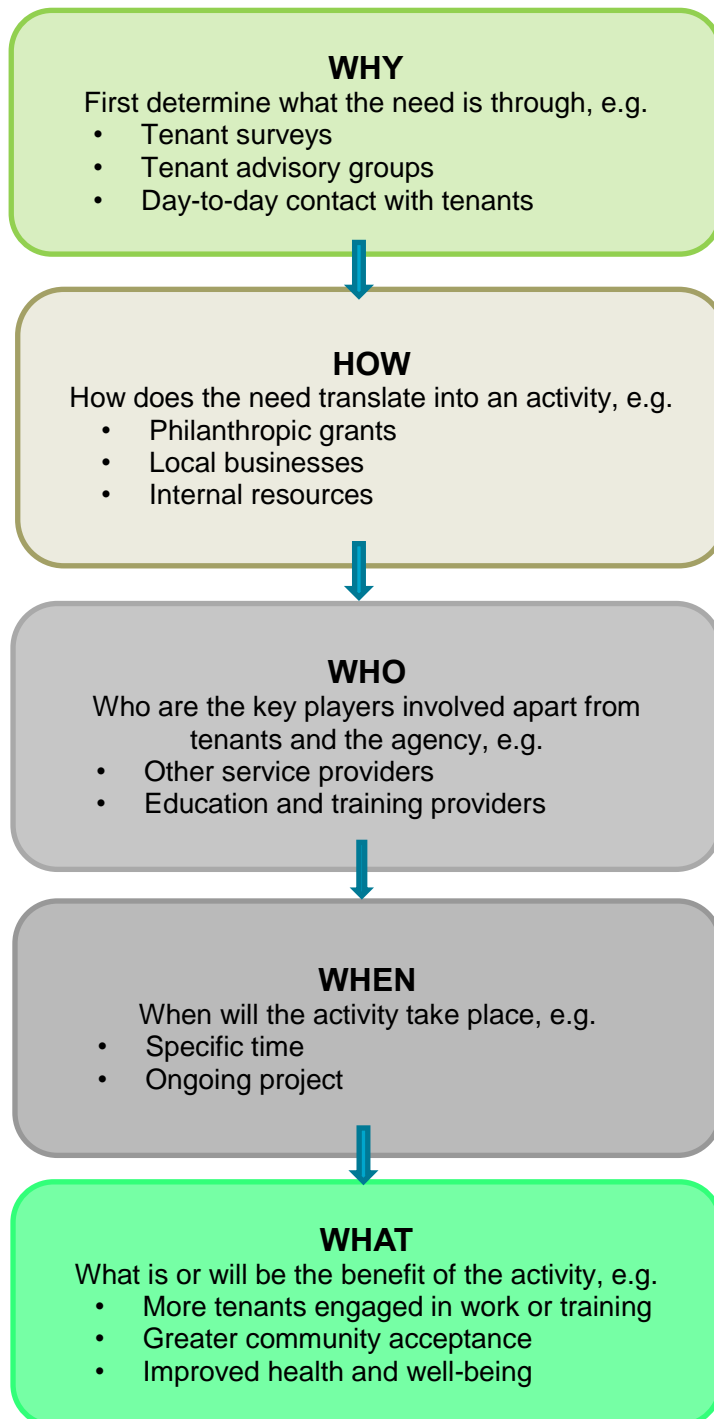 WHY
First determine what the need is through, e.g.
• Tenant surveys
• Tenant advisory groups
• Day-to-day contact with tenants
HOW
How does the need translate into an activity, e.g.
• Philanthropic grants
• Local businesses
• Internal resources
WHO
Who are the key players involved apart from
tenants and the agency, e.g.
• Other service providers
• Education and training providers
WHEN
When will the activity take place, e.g.
• Specific time
• Ongoing project
WHAT
What is or will be the benefit of the activity, e.g.
• More tenants engaged in work or training
• Greater community acceptance
• Improved health and well-being